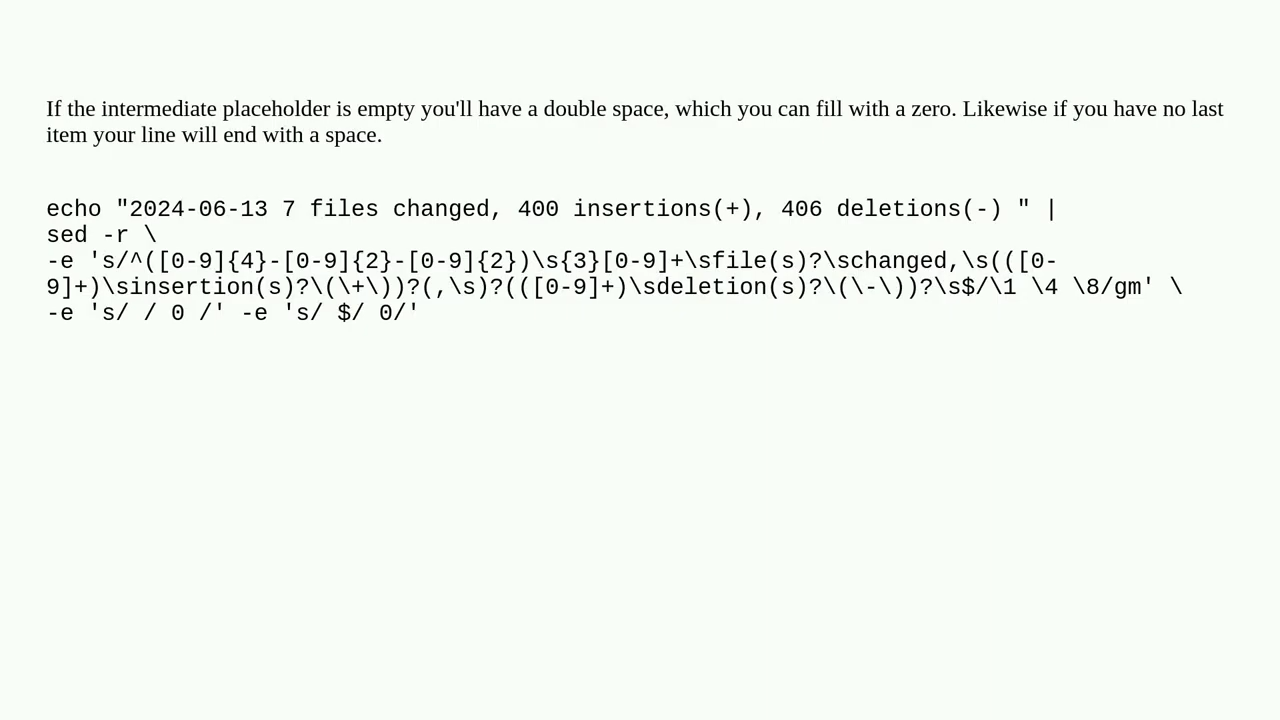 If the intermediate placeholder is empty you'll have a double space, which you can fill with a zero. Likewise if you have no last
item your line will end with a space.
echo "2024-06-13 7 files changed, 400 insertions(+), 406 deletions(-) " |
sed -r \
-e 's/^([0-9]{4}-[0-9]{2}-[0-9]{2})\s{3}[0-9]+\sfile(s)?\schanged,\s(([0-
9]+)\sinsertion(s)?\(\+\))?(,\s)?(([0-9]+)\sdeletion(s)?\(\-\))?\s$/\1 \4 \8/gm' \
-e 's/ / 0 /' -e 's/ $/ 0/'